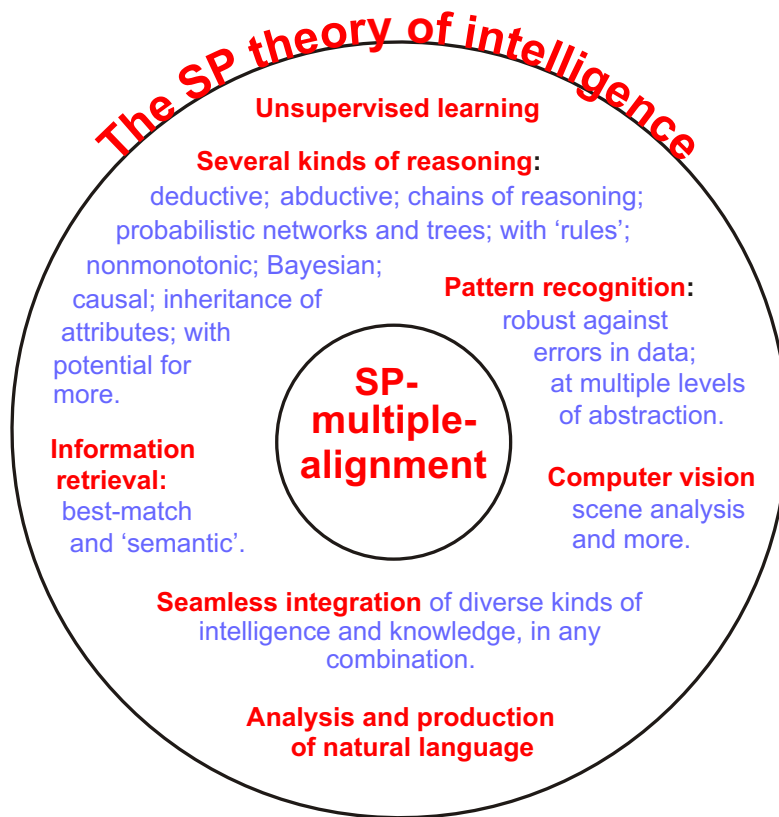 The SP theory of intelligence
Unsupervised learning
Several kinds of reasoning:
deductive; abductive; chains of reasoning;
probabilistic networks and trees; with ‘rules’;
nonmonotonic; Bayesian;
causal; inheritance of
attributes; with
potential for
more.
Pattern recognition:
robust against
errors in data;
at multiple levels
of abstraction.
SP-
multiple-
alignment
Information
retrieval:
best-match
and ‘semantic’.
Computer vision
scene analysis
and more.
Seamless integration of diverse kinds of
intelligence and knowledge, in any
combination.
Analysis and production
of natural language